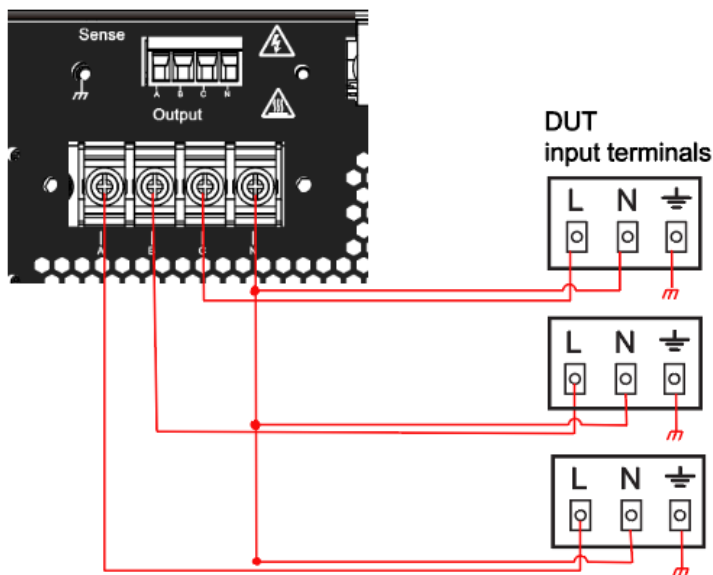 Sense
A B C N
Output
A B C N
DUT
input terminals
L N
L N
L N